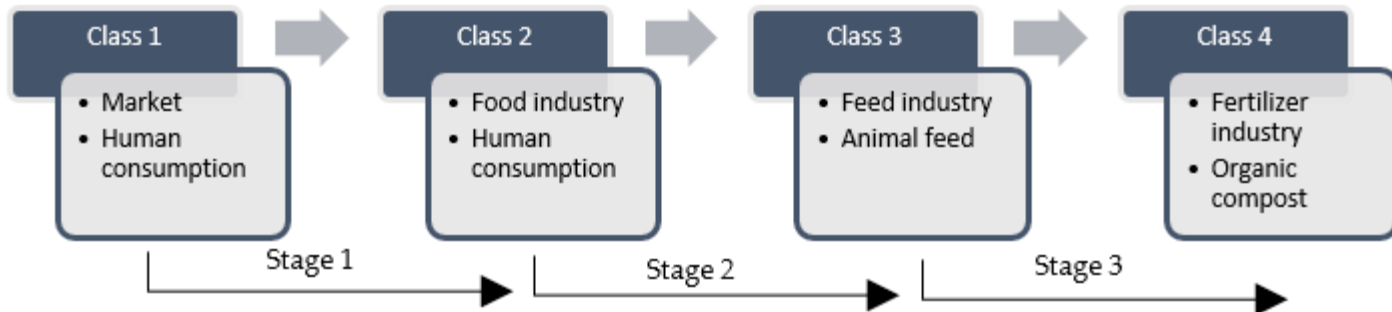 Class 1
• Market
• Human
consumption
Class 2
• Food industry
• Human
consumption
Class 3
• Feed industry
• Animal feed
Class 4
• Fertilizer
industry
• Organic
compost
Stage 1
Stage 2
Stage 3